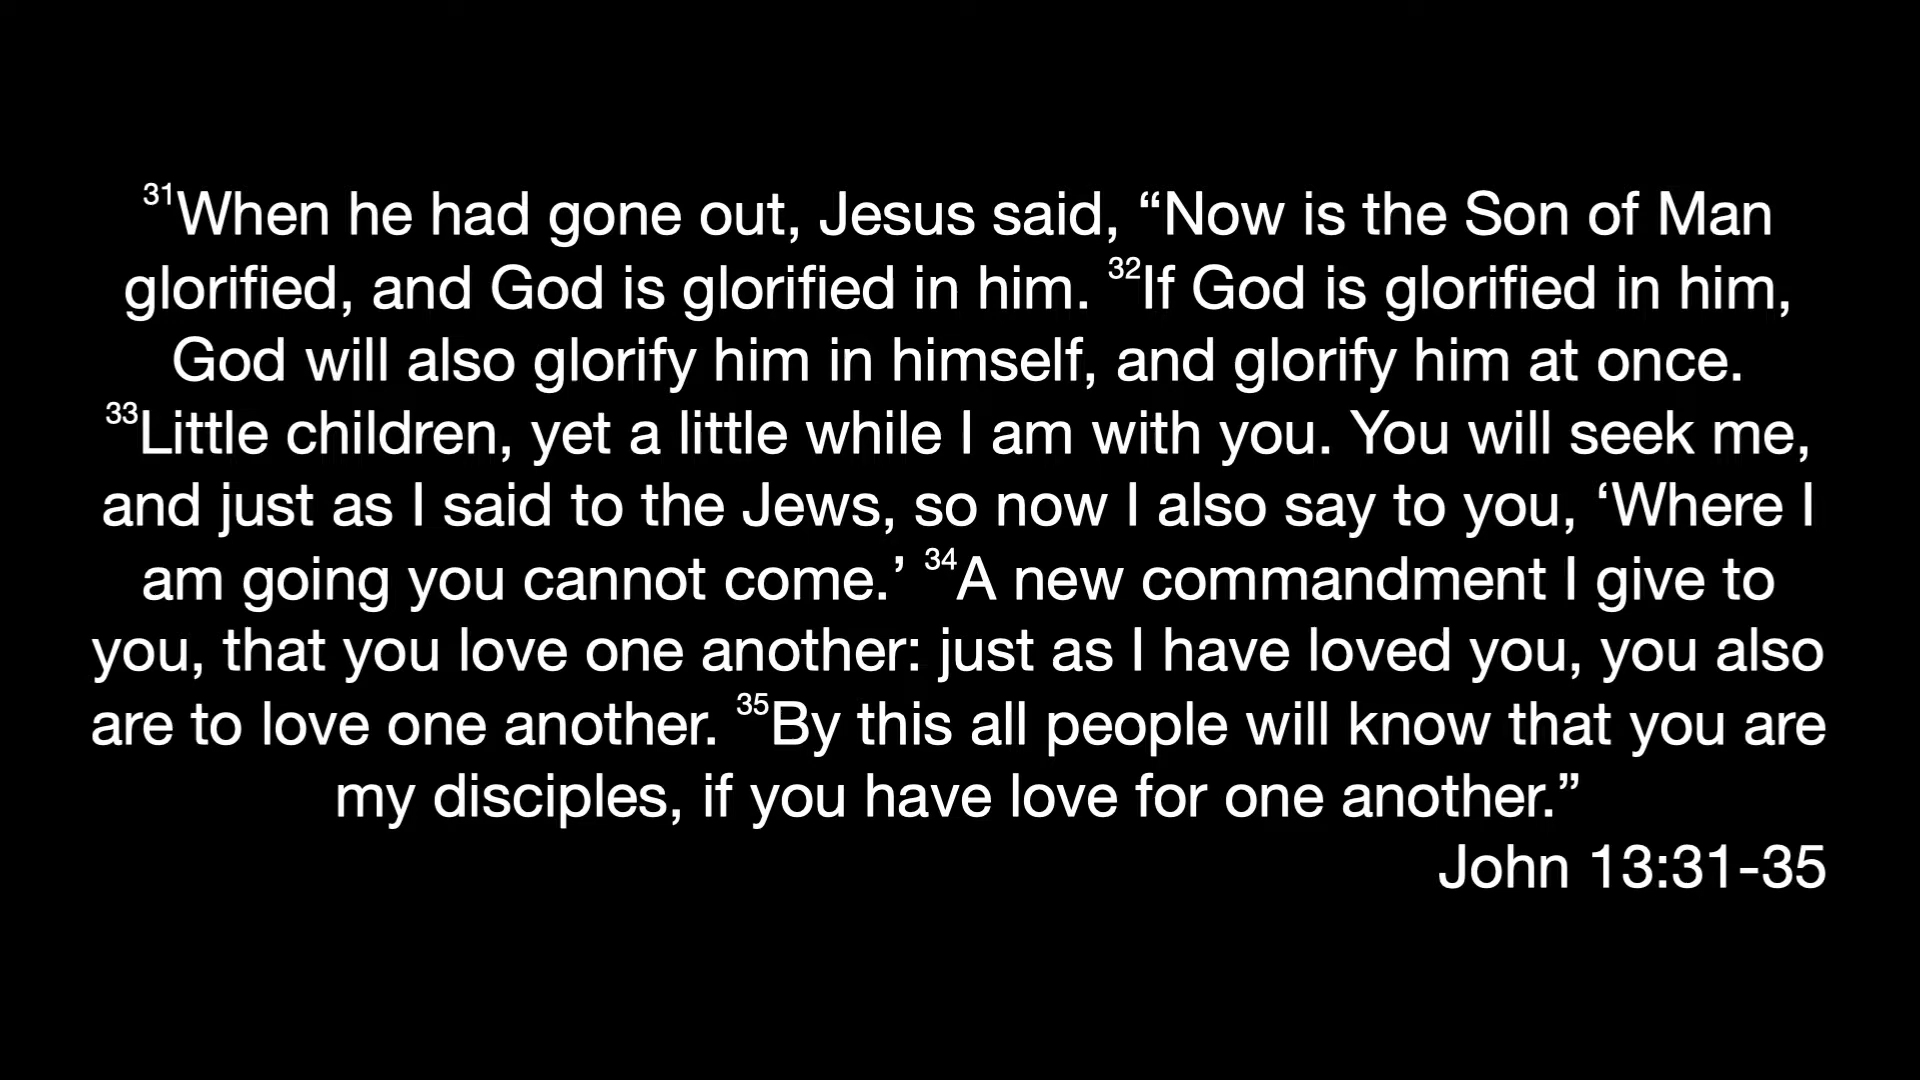 ³¹When he had gone out, Jesus said, “Now is the Son of Man
glorified, and God is glorified in him. ³²If God is glorified in him,
God will also glorify him in himself, and glorify him at once.
³³Little children, yet a little while I am with you. You will seek me,
and just as I said to the Jews, so now I also say to you, ‘Where I
am going you cannot come.’ ³⁴A new commandment I give to
you, that you love one another: just as I have loved you, you also
are to love one another. ³⁵By this all people will know that you are
my disciples, if you have love for one another.”
John 13:31-35